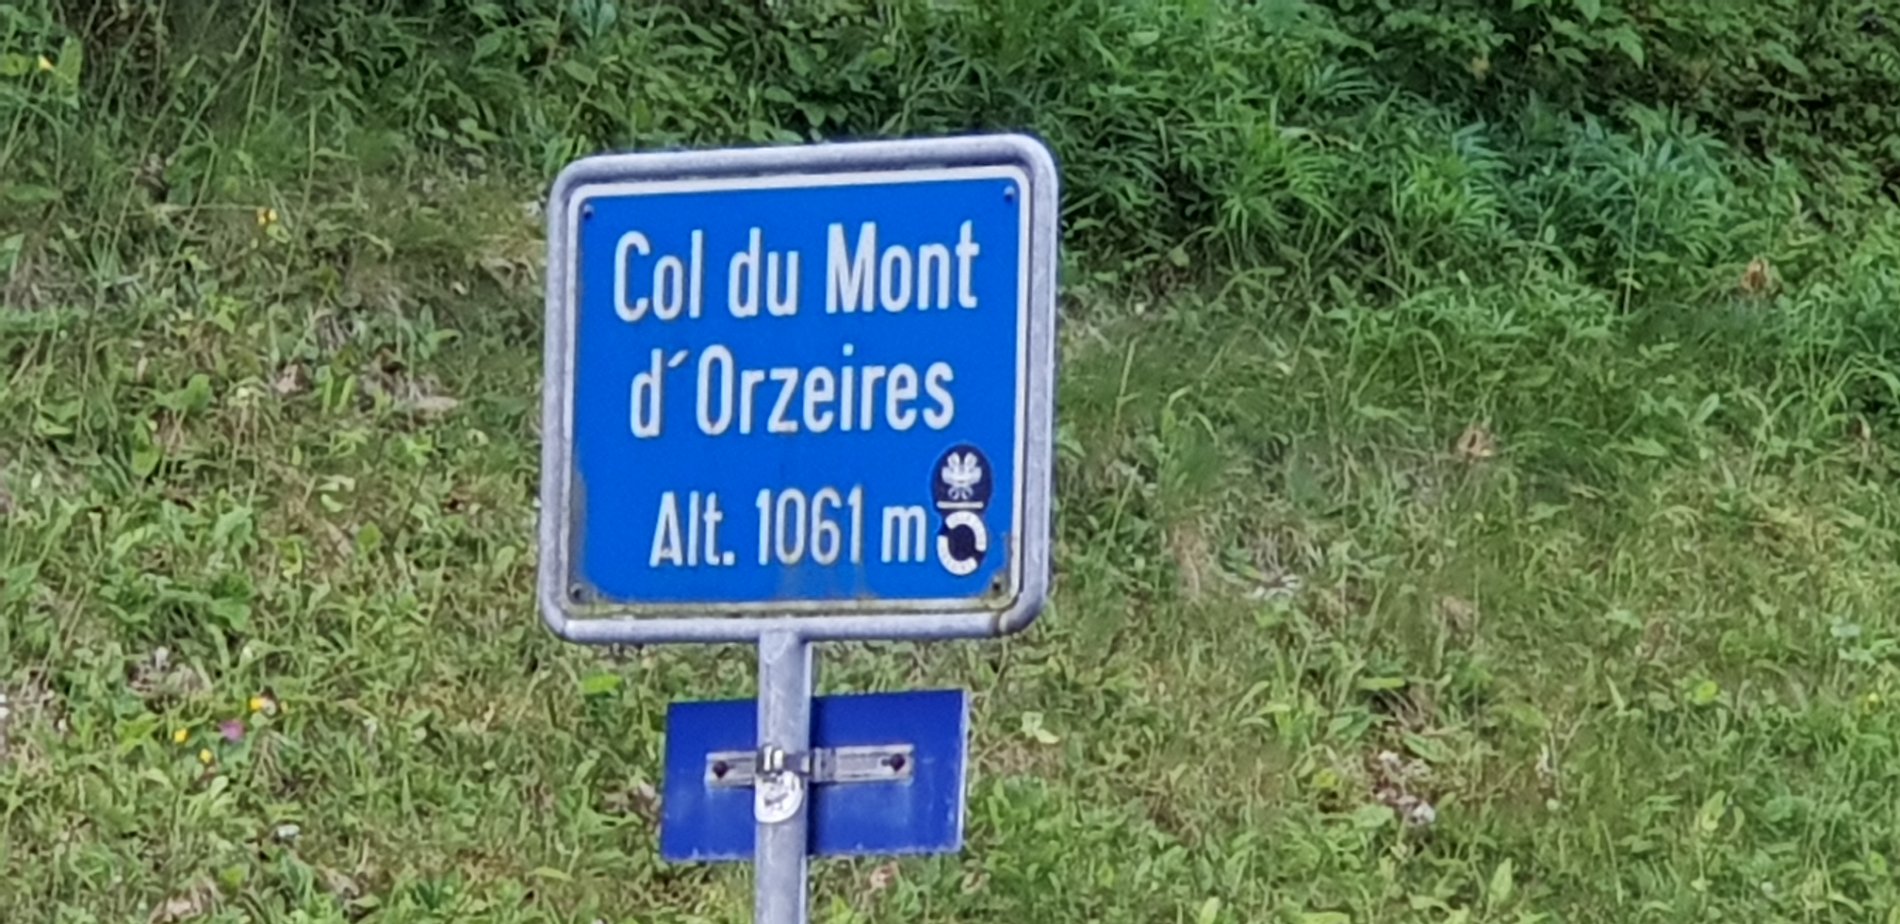 Col du Mont
d´Orzeires
Alt. 1061 m